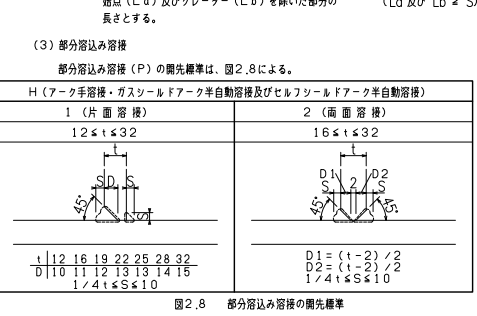 始点（La）及びクレーター（Lb）を除いた部分の
長さとする。
（La 及び Lb ≧ S）
（3）部分溶込み溶接
部分溶込み溶接（P）の開先標準は、図2.8による。
H（アーク手溶接・ガスシールドアーク半自動溶接及びセルフシールドアーク半自動溶接）
1（片面溶接）
2（両面溶接）
12≦t≦32
16≦t≦32
t
S D S
45°
S
t
D1 D2
S 2 S
45° 45°
t 12 16 19 22 25 28 32
D 10 11 12 13 13 14 15
1/4t≦S≦10
D1=(t-2)/2
D2=(t-2)/2
1/4t≦S≦10
図2.8 部分溶込み溶接の開先標準